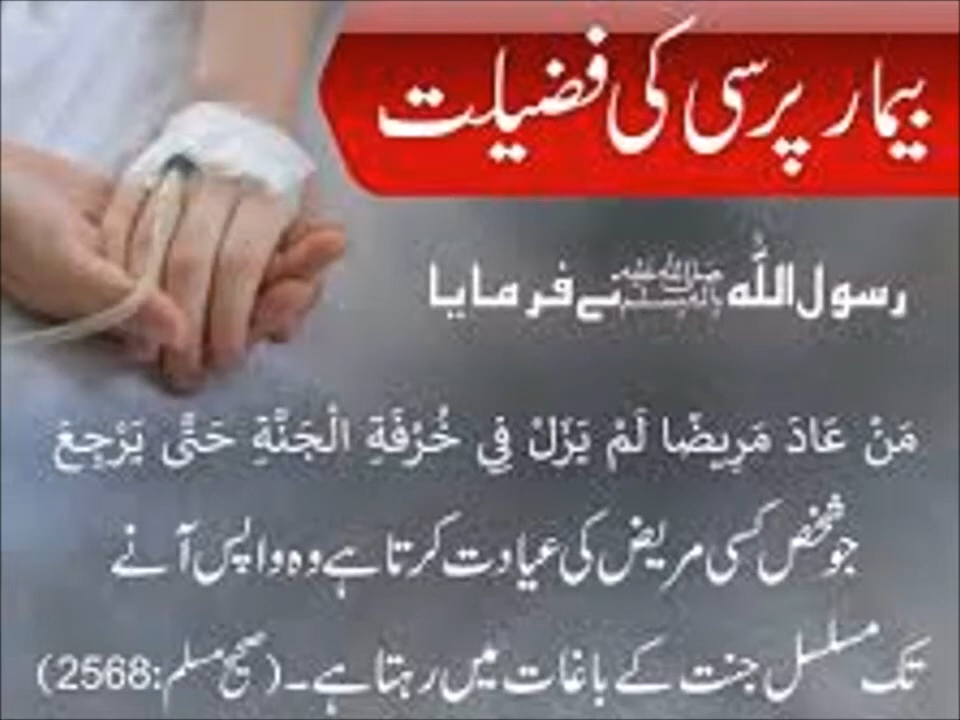 بیمار پرسی کی فضیلت
رسول اللہ ﷺ نے فرمایا
مَنْ عَادَ مَرِيضًا لَمْ يَزَلْ فِي خُرْفَةِ الْجَنَّةِ حَتَّى يَرْجِعَ
جو شخص کسی مریض کی عیادت کرتا ہے وہ واپس آنے
تک مسلسل جنت کے باغات میں رہتا ہے۔ (صحیح مسلم:2568)